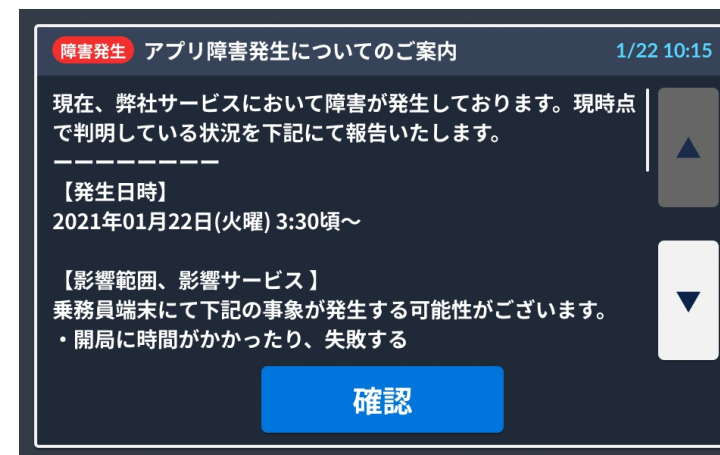 障害発生 アプリ障害発生についてのご案内 1/22 10:15
現在、弊社サービスにおいて障害が発生しております。現時点
で判明している状況を下記にて報告いたします。
ーーーーーーーー
【発生日時】
2021年01月22日(火曜) 3:30頃〜
【影響範囲、影響サービス】
乗務員端末にて下記の事象が発生する可能性がございます。
・開局に時間がかかったり、失敗する
確認